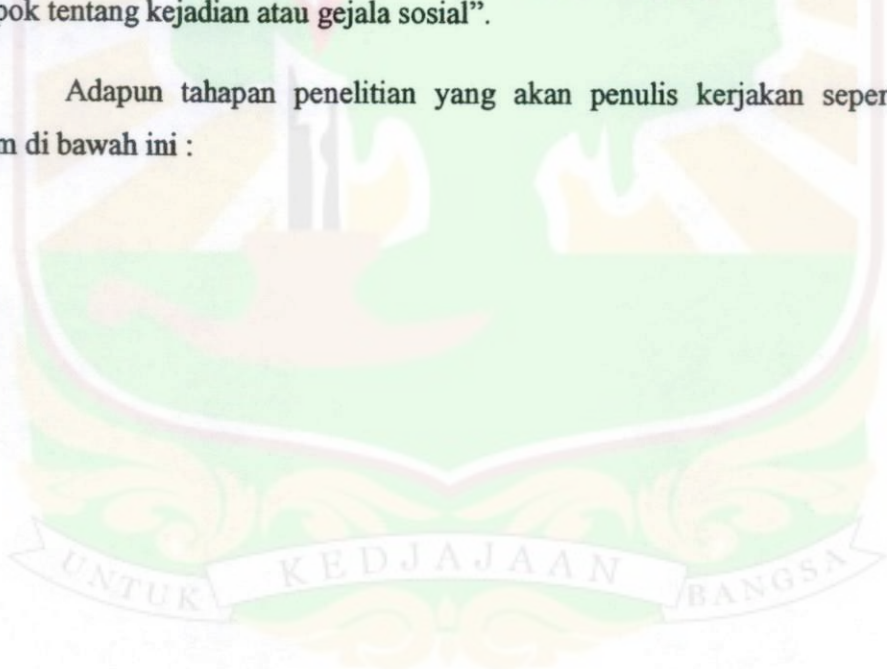 pok tentang kejadian atau gejala sosial”.
Adapun tahapan penelitian yang akan penulis kerjakan seper
m di bawah ini :
UNTUK KEDJAJAAN BANGSA